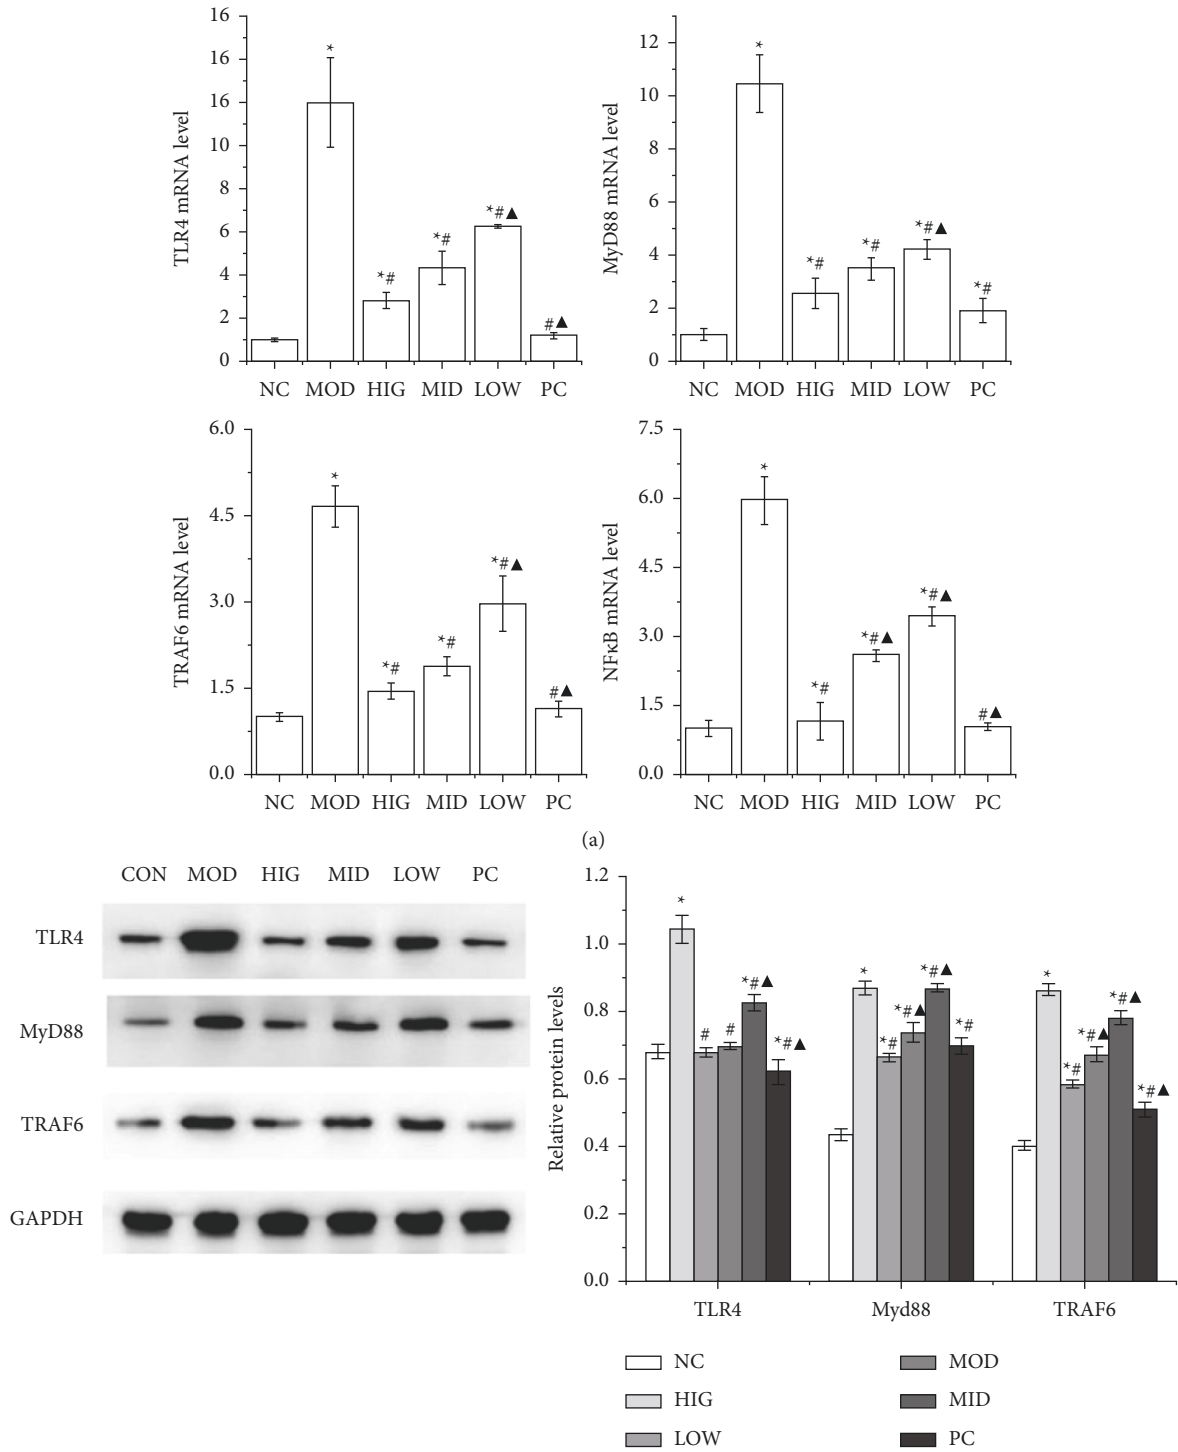 16
16
16
10
6
4
2
0
TLR4 mRNA level
*
*#
*#
*#▲
#▲
NC MOD HIG MID LOW PC
12
10
8
6
4
2
0
MyD88 mRNA level
*
*#
*#
*#▲
*#
NC MOD HIG MID LOW PC
6.0
4.5
3.0
1.5
0.0
TRAF6 mRNA level
*
*#
*#
*#▲
#▲
NC MOD HIG MID LOW PC
7.5
6.0
4.5
3.0
1.5
0.0
NFκB mRNA level
*
*#
*#▲
*#▲
#▲
NC MOD HIG MID LOW PC
(a)
CON MOD HIG MID LOW PC
TLR4
MyD88
TRAF6
GAPDH
1.2
1.0
0.8
0.6
0.4
0.2
0.0
Relative protein levels
* # # *#▲ *#▲
* *# *#▲ *#▲ *#
* *# *#▲ *#▲ *#▲
TLR4 Myd88 TRAF6
NC MOD
HIG MID
LOW PC